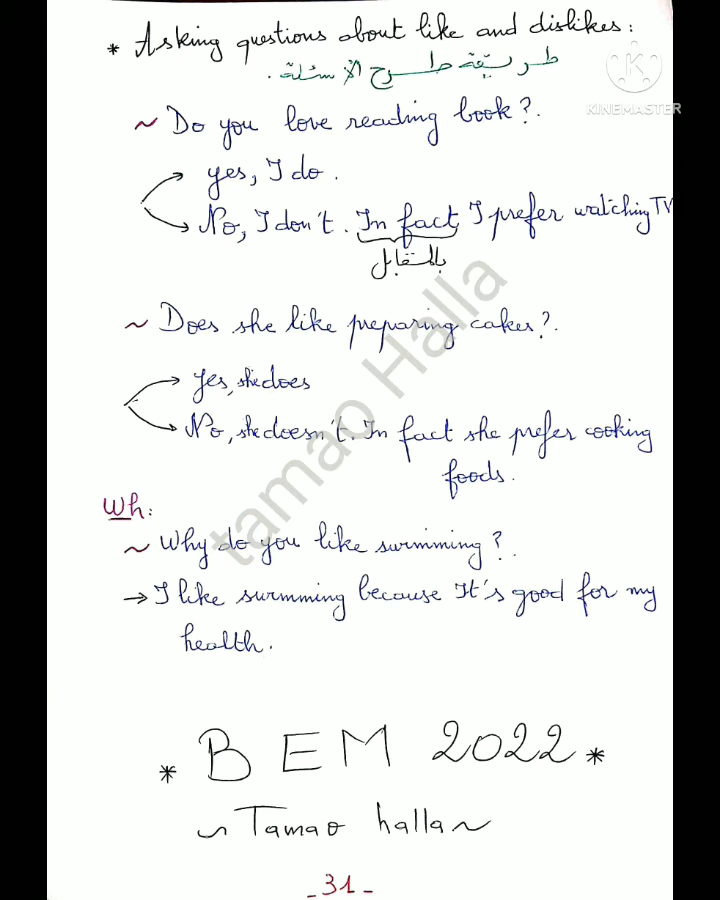 * Asking questions about like and dislikes:
طريقة طرح الأسئلة.
KINEMASTER
~ Do you love reading book?.
yes, I do.
No, I don't. In fact, I prefer watching TV
بالمقابل
~ Does she like preparing cakes?.
Yes, she does
No, she doesn't. In fact she prefer cooking
foods.
tamao Halla
Wh:
~ Why do you like swimming?.
→ I like swmming because It's good for my
health.
* BEM 2022 *
~ Tamao halla ~
- 31 -